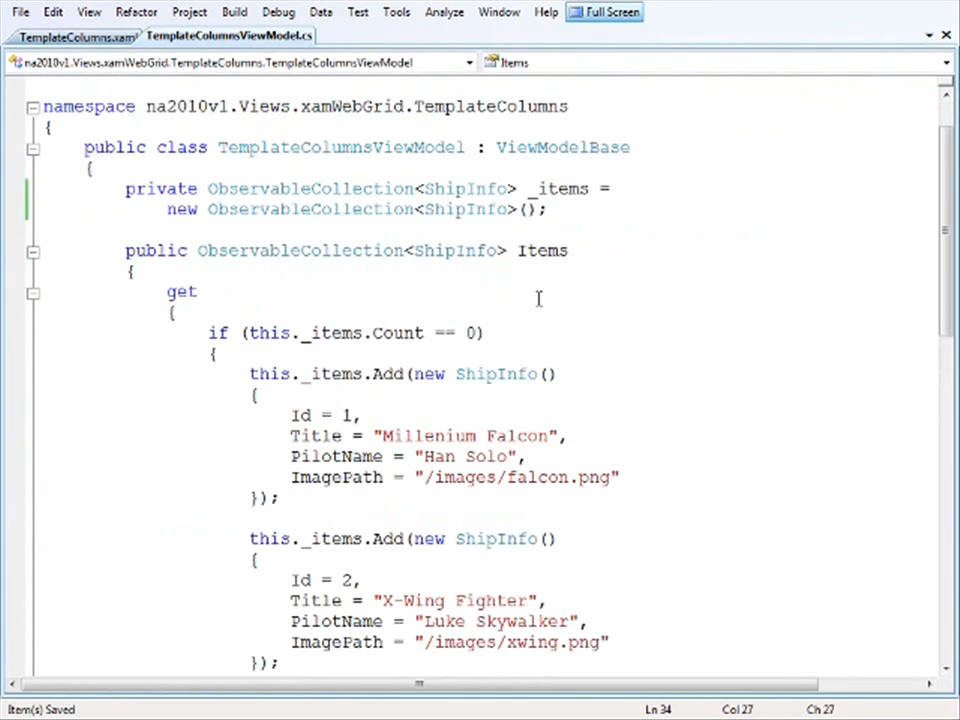 File Edit View Refactor Project Build Debug Data Test Tools Analyze Window Help Full Screen
TemplateColumns.xam* TemplateColumnsViewModel.cs
na2010v1.Views.xamWebGrid.TemplateColumns.TemplateColumnsViewModel Items
namespace na2010v1.Views.xamWebGrid.TemplateColumns
{
public class TemplateColumnsViewModel : ViewModelBase
{
private ObservableCollection<ShipInfo> _items =
new ObservableCollection<ShipInfo>();
public ObservableCollection<ShipInfo> Items
{
get
{
if (this._items.Count == 0)
{
this._items.Add(new ShipInfo()
{
Id = 1,
Title = "Millenium Falcon",
PilotName = "Han Solo",
ImagePath = "/images/falcon.png"
});
this._items.Add(new ShipInfo()
{
Id = 2,
Title = "X-Wing Fighter",
PilotName = "Luke Skywalker",
ImagePath = "/images/xwing.png"
});
Item(s) Saved Ln 34 Col 27 Ch 27